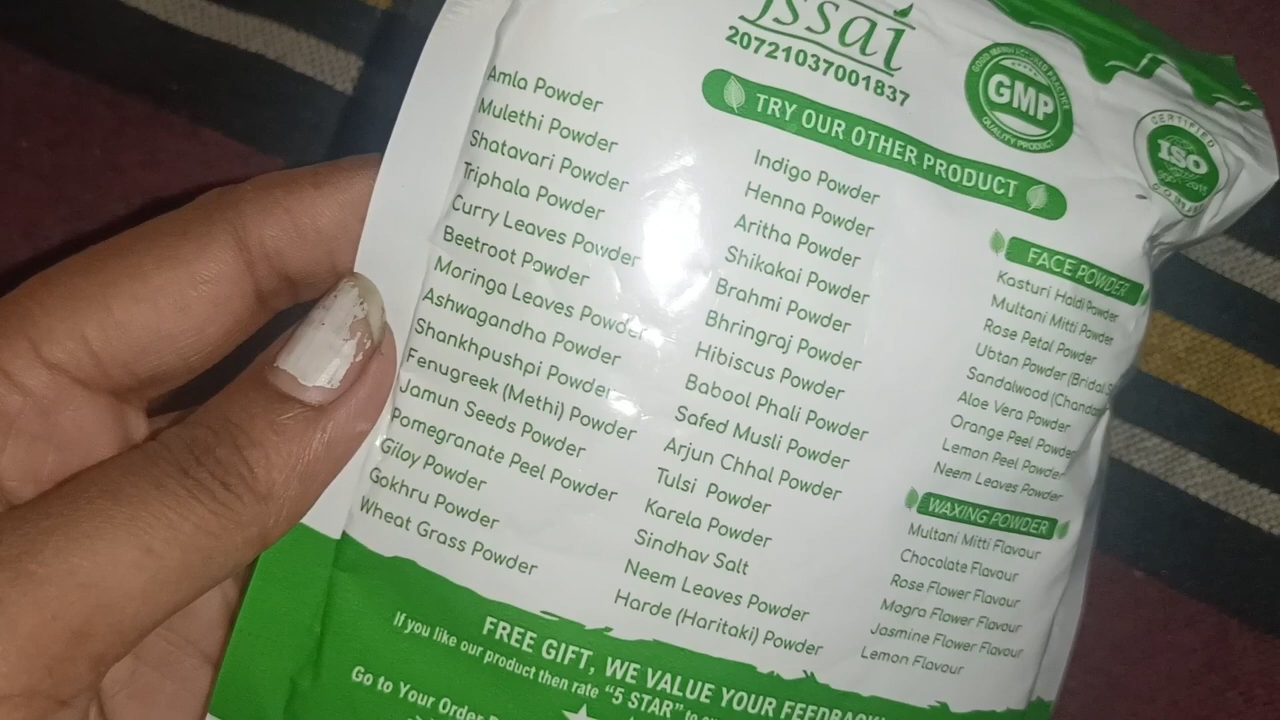 fssai
20721037001837
GOOD MANUFACTURING PRACTICE
GMP
QUALITY PRODUCT
CERTIFIED
ISO
TRY OUR OTHER PRODUCT
Amla Powder
Mulethi Powder
Shatavari Powder
Triphala Powder
Curry Leaves Powder
Beetroot Powder
Moringa Leaves Powder
Ashwagandha Powder
Shankhpushpi Powder
Fenugreek (Methi) Powder
Jamun Seeds Powder
Pomegranate Peel Powder
Giloy Powder
Gokhru Powder
Wheat Grass Powder
Indigo Powder
Henna Powder
Aritha Powder
Shikakai Powder
Brahmi Powder
Bhringraj Powder
Hibiscus Powder
Babool Phali Powder
Safed Musli Powder
Arjun Chhal Powder
Tulsi Powder
Karela Powder
Sindhav Salt
Neem Leaves Powder
Harde (Haritaki) Powder
FACE POWDER
Kasturi Haldi Powder
Multani Mitti Powder
Rose Petal Powder
Ubtan Powder (Bridal
Sandalwood (Chandan
Aloe Vera Powder
Orange Peel Powder
Lemon Peel Powder
Neem Leaves Powder
WAXING POWDER
Multani Mitti Flavour
Chocolate Flavour
Rose Flower Flavour
Mogra Flower Flavour
Jasmine Flower Flavour
Lemon Flavour
FREE GIFT, WE VALUE YOUR FEEDBACK
If you like our product then rate "5 STAR" to
Go to Your Order